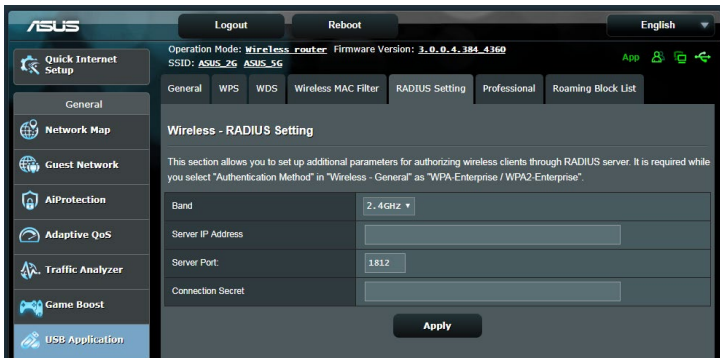 ASUS
Logout
Reboot
English
Quick Internet
Setup
Operation Mode: Wireless router Firmware Version: 3.0.0.4.384_4360
SSID: ASUS_2G ASUS_5G
App
General
WPS
WDS
Wireless MAC Filter
RADIUS Setting
Professional
Roaming Block List
General
Network Map
Guest Network
AiProtection
Adaptive QoS
Traffic Analyzer
Game Boost
USB Application
Wireless - RADIUS Setting
This section allows you to set up additional parameters for authorizing wireless clients through RADIUS server. It is required while
you select "Authentication Method" in "Wireless - General" as "WPA-Enterprise / WPA2-Enterprise".
Band
2.4GHz
Server IP Address
Server Port:
1812
Connection Secret
Apply